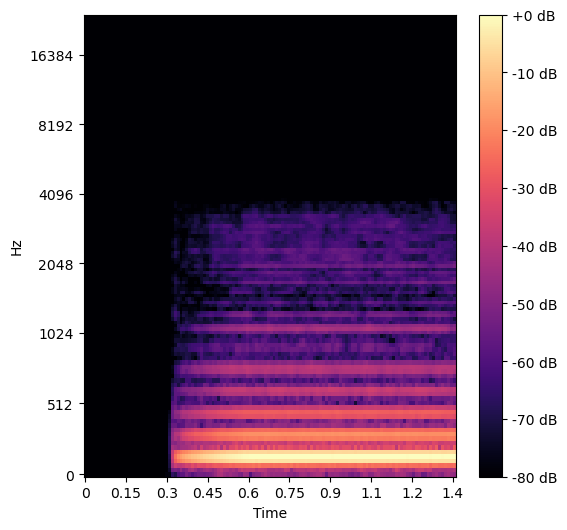 +0 dB
16384
-10 dB
8192
-20 dB
4096
-30 dB
Hz
2048
-40 dB
-50 dB
1024
-60 dB
512
-70 dB
0
-80 dB
0 0.15 0.3 0.45 0.6 0.75 0.9 1.1 1.2 1.4
Time